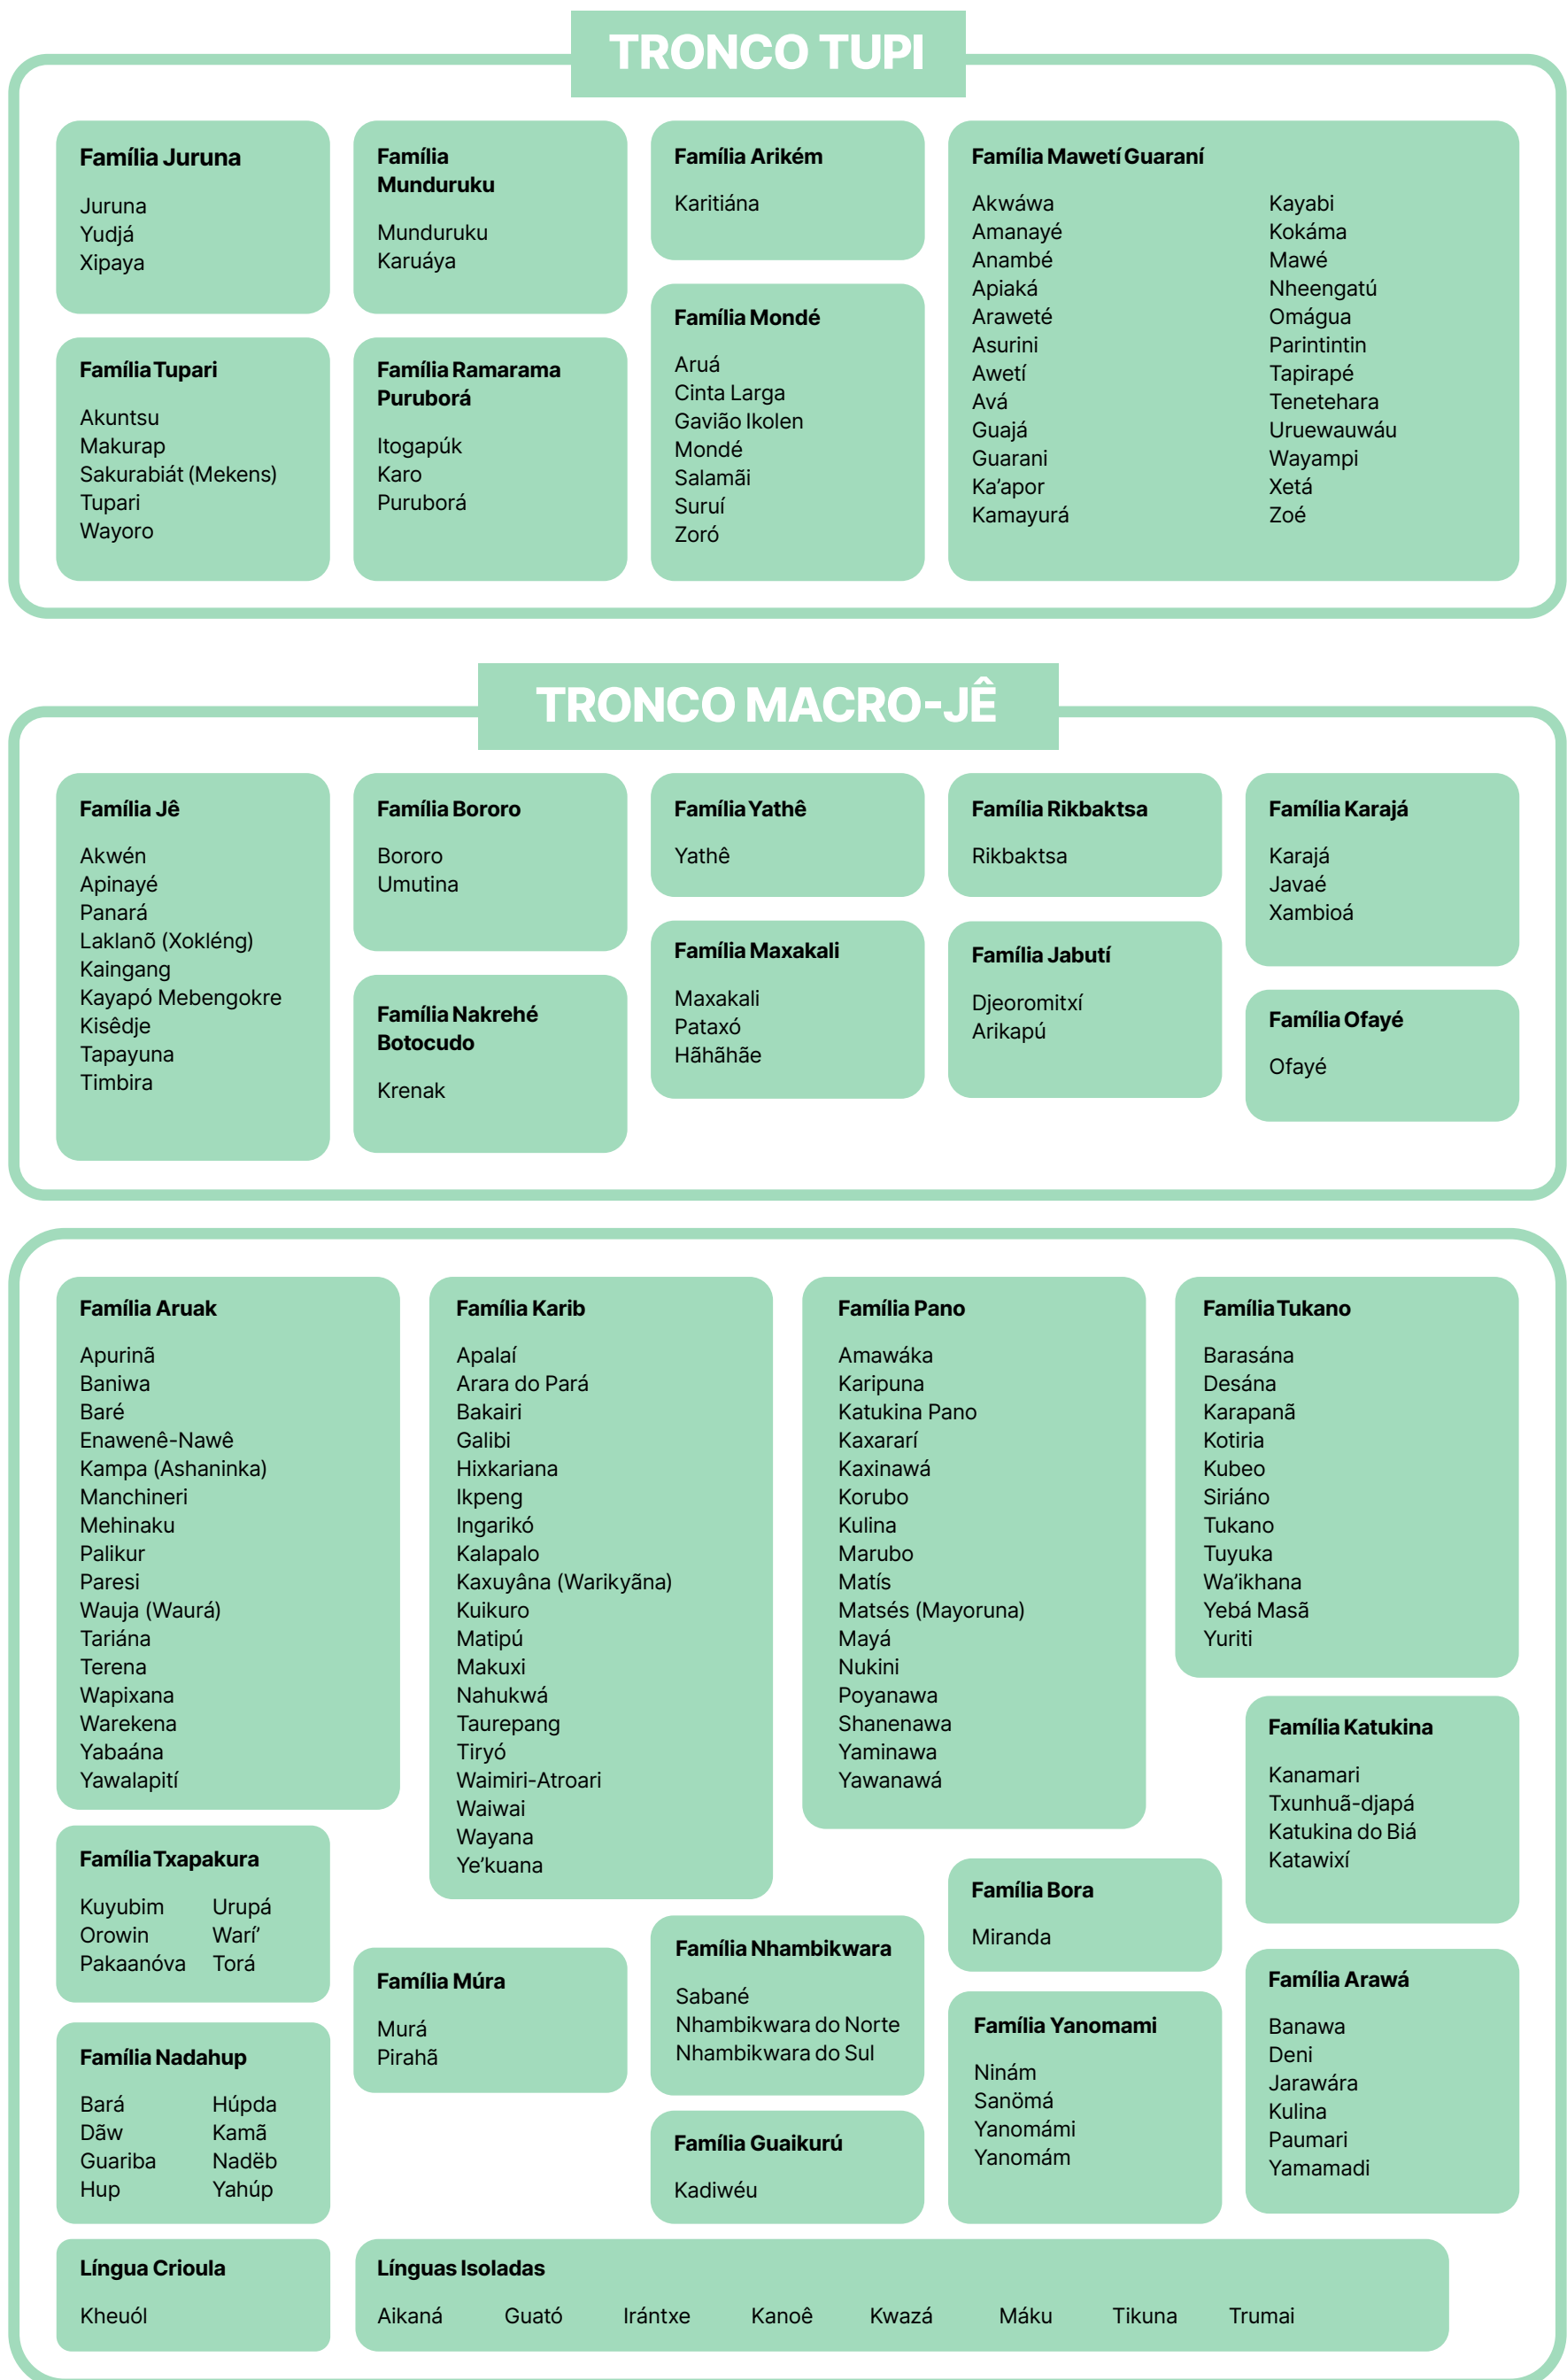 TRONCO TUPI
Família Juruna
Juruna
Yudjá
Xipaya
Família
Munduruku
Munduruku
Karuáya
Família Arikém
Karitiána
Família Mawetí Guaraní
Akwáwa
Amanayé
Anambé
Apiaká
Araweté
Asurini
Awetí
Avá
Guajá
Guarani
Ka’apor
Kamayurá
Kayabi
Kokáma
Mawé
Nheengatú
Omágua
Parintintin
Tapirapé
Tenetehara
Uruewauwáu
Wayampi
Xetá
Zoé
Família Tupari
Akuntsu
Makurap
Sakurabiát (Mekens)
Tupari
Wayoro
Família Ramarama
Puruborá
Itogapúk
Karo
Puruborá
Família Mondé
Aruá
Cinta Larga
Gavião Ikolen
Mondé
Salamãi
Suruí
Zoró
TRONCO MACRO-JÊ
Família Jê
Akwén
Apinayé
Panará
Laklanõ (Xokléng)
Kaingang
Kayapó Mebengokre
Kisêdje
Tapayuna
Timbira
Família Bororo
Bororo
Umutina
Família Nakrehé
Botocudo
Krenak
Família Yathê
Yathê
Família Maxakali
Maxakali
Pataxó
Hãhãhãe
Família Rikbaktsa
Rikbaktsa
Família Jabutí
Djeoromitxí
Arikapú
Família Karajá
Karajá
Javaé
Xambioá
Família Ofayé
Ofayé
Família Aruak
Apurinã
Baniwa
Baré
Enawenê-Nawê
Kampa (Ashaninka)
Manchineri
Mehinaku
Palikur
Paresi
Wauja (Waurá)
Tariána
Terena
Wapixana
Warekena
Yabaána
Yawalapití
Família Karib
Apalaí
Arara do Pará
Bakairi
Galibi
Hixkariana
Ikpeng
Ingarikó
Kalapalo
Kaxuyâna (Warikyãna)
Kuikuro
Matipú
Makuxi
Nahukwá
Taurepang
Tiryó
Waimiri-Atroari
Waiwai
Wayana
Ye’kuana
Família Pano
Amawáka
Karipuna
Katukina Pano
Kaxararí
Kaxinawá
Korubo
Kulina
Marubo
Matís
Matsés (Mayoruna)
Mayá
Nukini
Poyanawa
Shanenawa
Yaminawa
Yawanawá
Família Tukano
Barasána
Desána
Karapanã
Kotiria
Kubeo
Siriáno
Tukano
Tuyuka
Wa’ikhana
Yebá Masã
Yuriti
Família Katukina
Kanamari
Txunhuã-djapá
Katukina do Biá
Katawixí
Família Txapakura
Kuyubim
Orowin
Pakaanóva
Urupá
Warí’
Torá
Família Múra
Murá
Pirahã
Família Nhambikwara
Sabané
Nhambikwara do Norte
Nhambikwara do Sul
Família Bora
Miranda
Família Arawá
Banawa
Deni
Jarawára
Kulina
Paumari
Yamamadi
Família Nadahup
Bará
Dãw
Guariba
Hup
Húpda
Kamã
Nadëb
Yahúp
Família Guaikurú
Kadiwéu
Família Yanomami
Ninám
Sanömá
Yanomámi
Yanomám
Língua Crioula
Kheuól
Línguas Isoladas
Aikaná Guató Irántxe Kanoê Kwazá Máku Tikuna Trumai